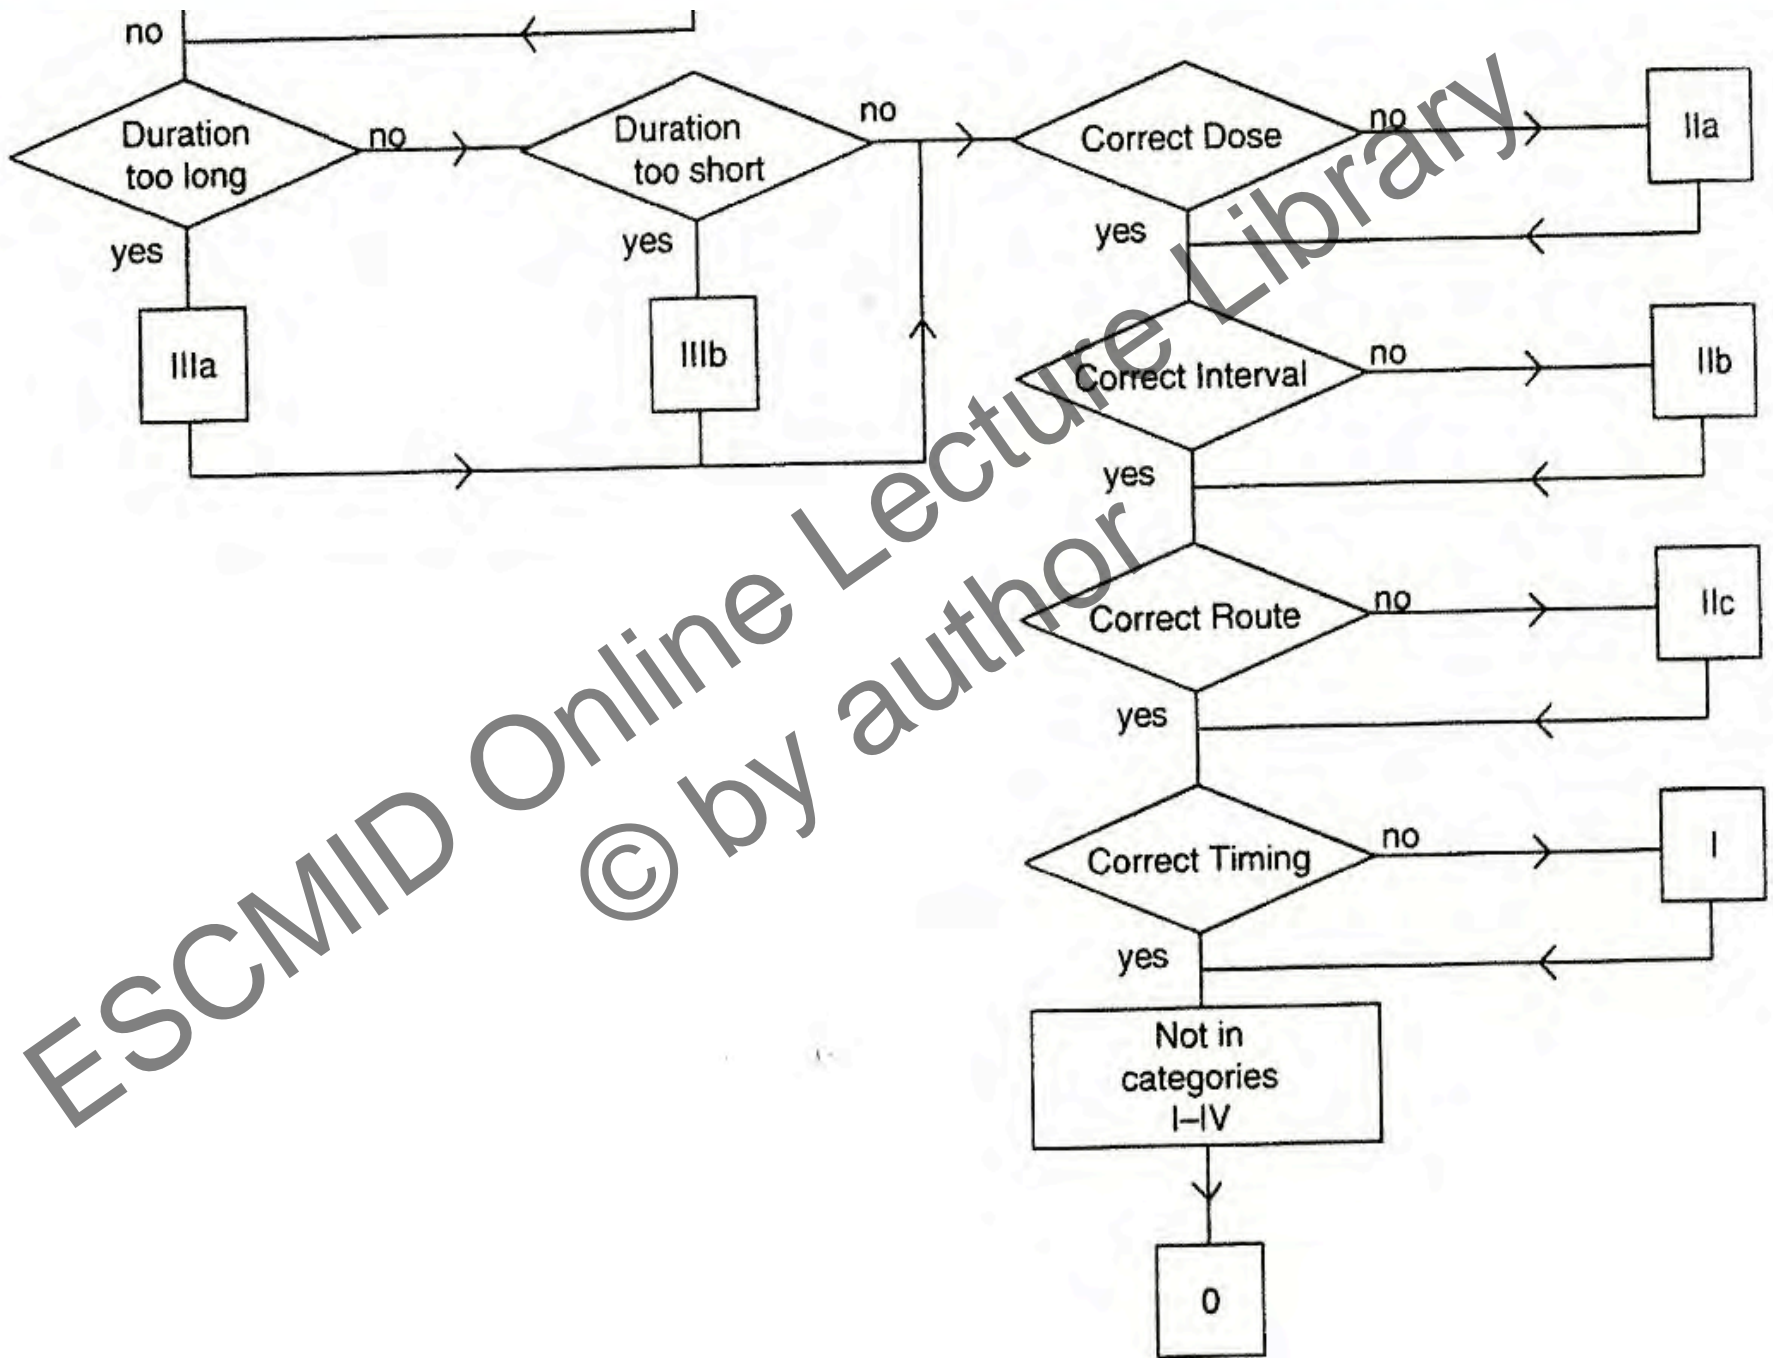 no
Duration
too long
no
Duration
too short
no
Correct Dose
no
IIa
yes
yes
yes
IIIa
IIIb
Correct Interval
no
IIb
yes
Correct Route
no
IIc
yes
Correct Timing
no
I
yes
Not in
categories
I–IV
0
ESCMID Online Lecture Library
© by author